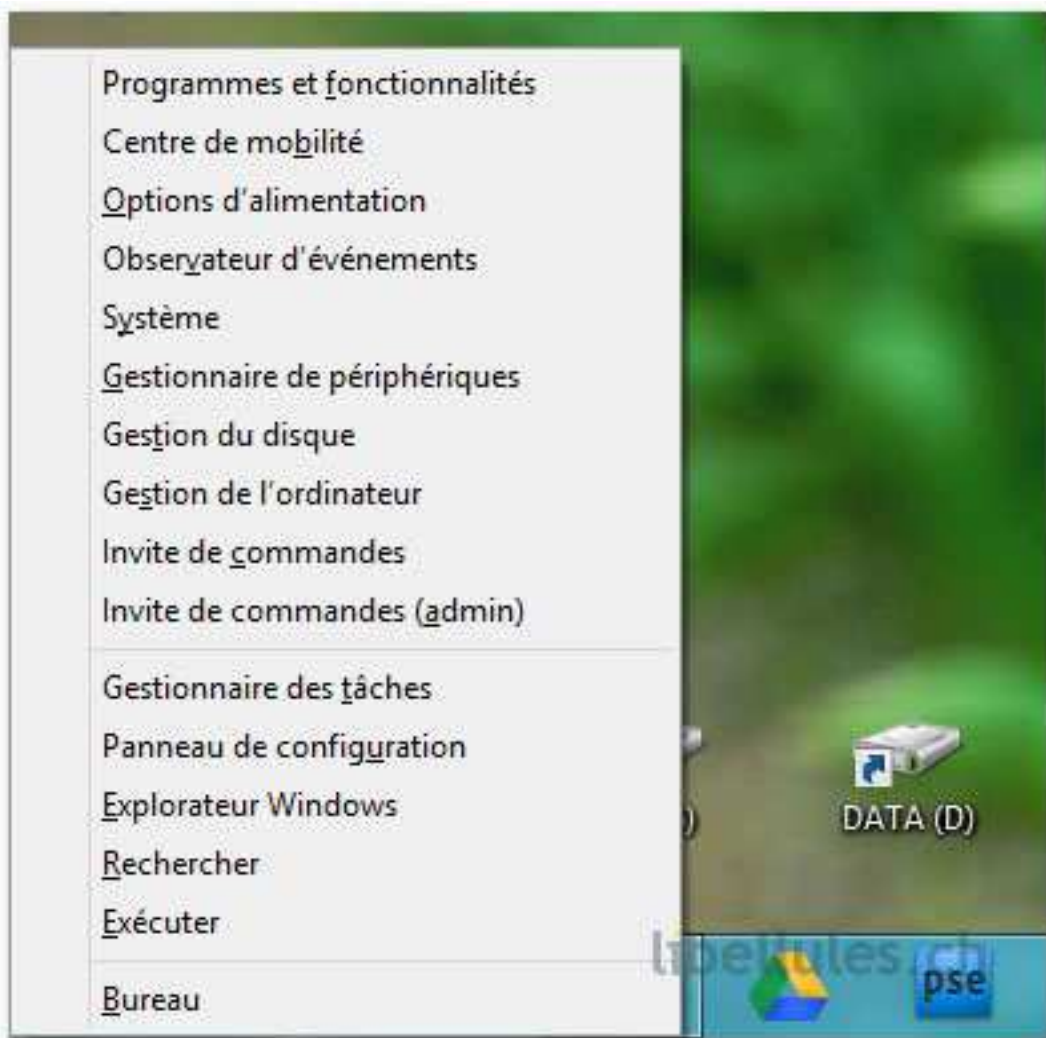 Programmes et fonctionnalités
Centre de mobilité
Options d'alimentation
Observateur d'événements
Système
Gestionnaire de périphériques
Gestion du disque
Gestion de l'ordinateur
Invite de commandes
Invite de commandes (admin)
Gestionnaire des tâches
Panneau de configuration
Explorateur Windows
Rechercher
Exécuter
Bureau
)
DATA (D)
libellules.ch
pse